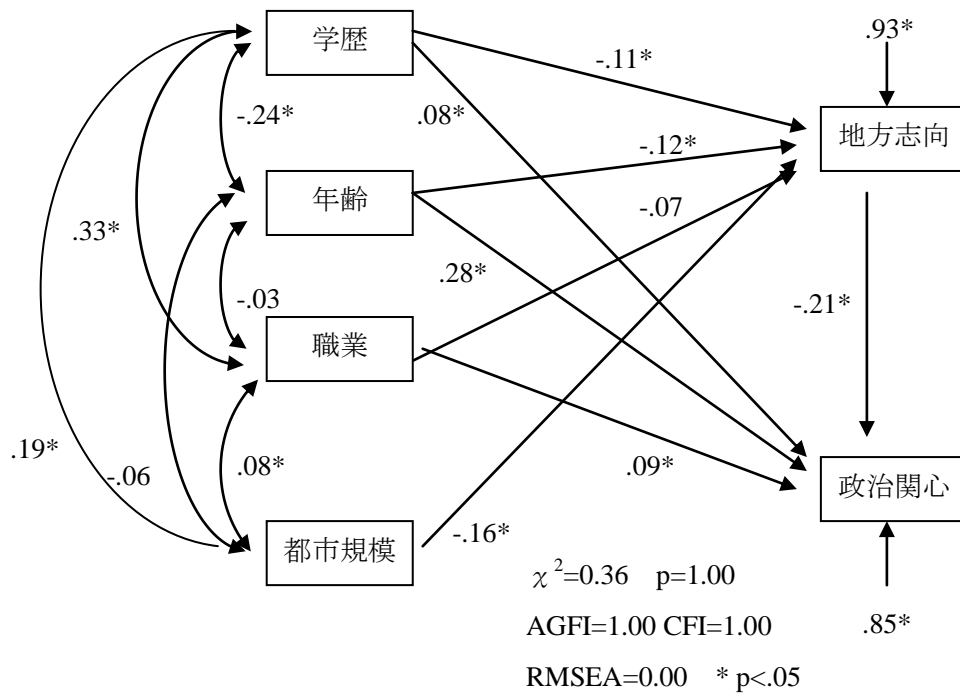 学歴
.93*
-.11*
-.24*
.08*
地方志向
-.12*
年齢
-.07
.33*
.28*
-.03
-.21*
職業
.19*
-.06
.08*
.09*
政治関心
都市規模
-.16*
χ²=0.36 p=1.00
AGFI=1.00 CFI=1.00
.85*
RMSEA=0.00 * p<.05